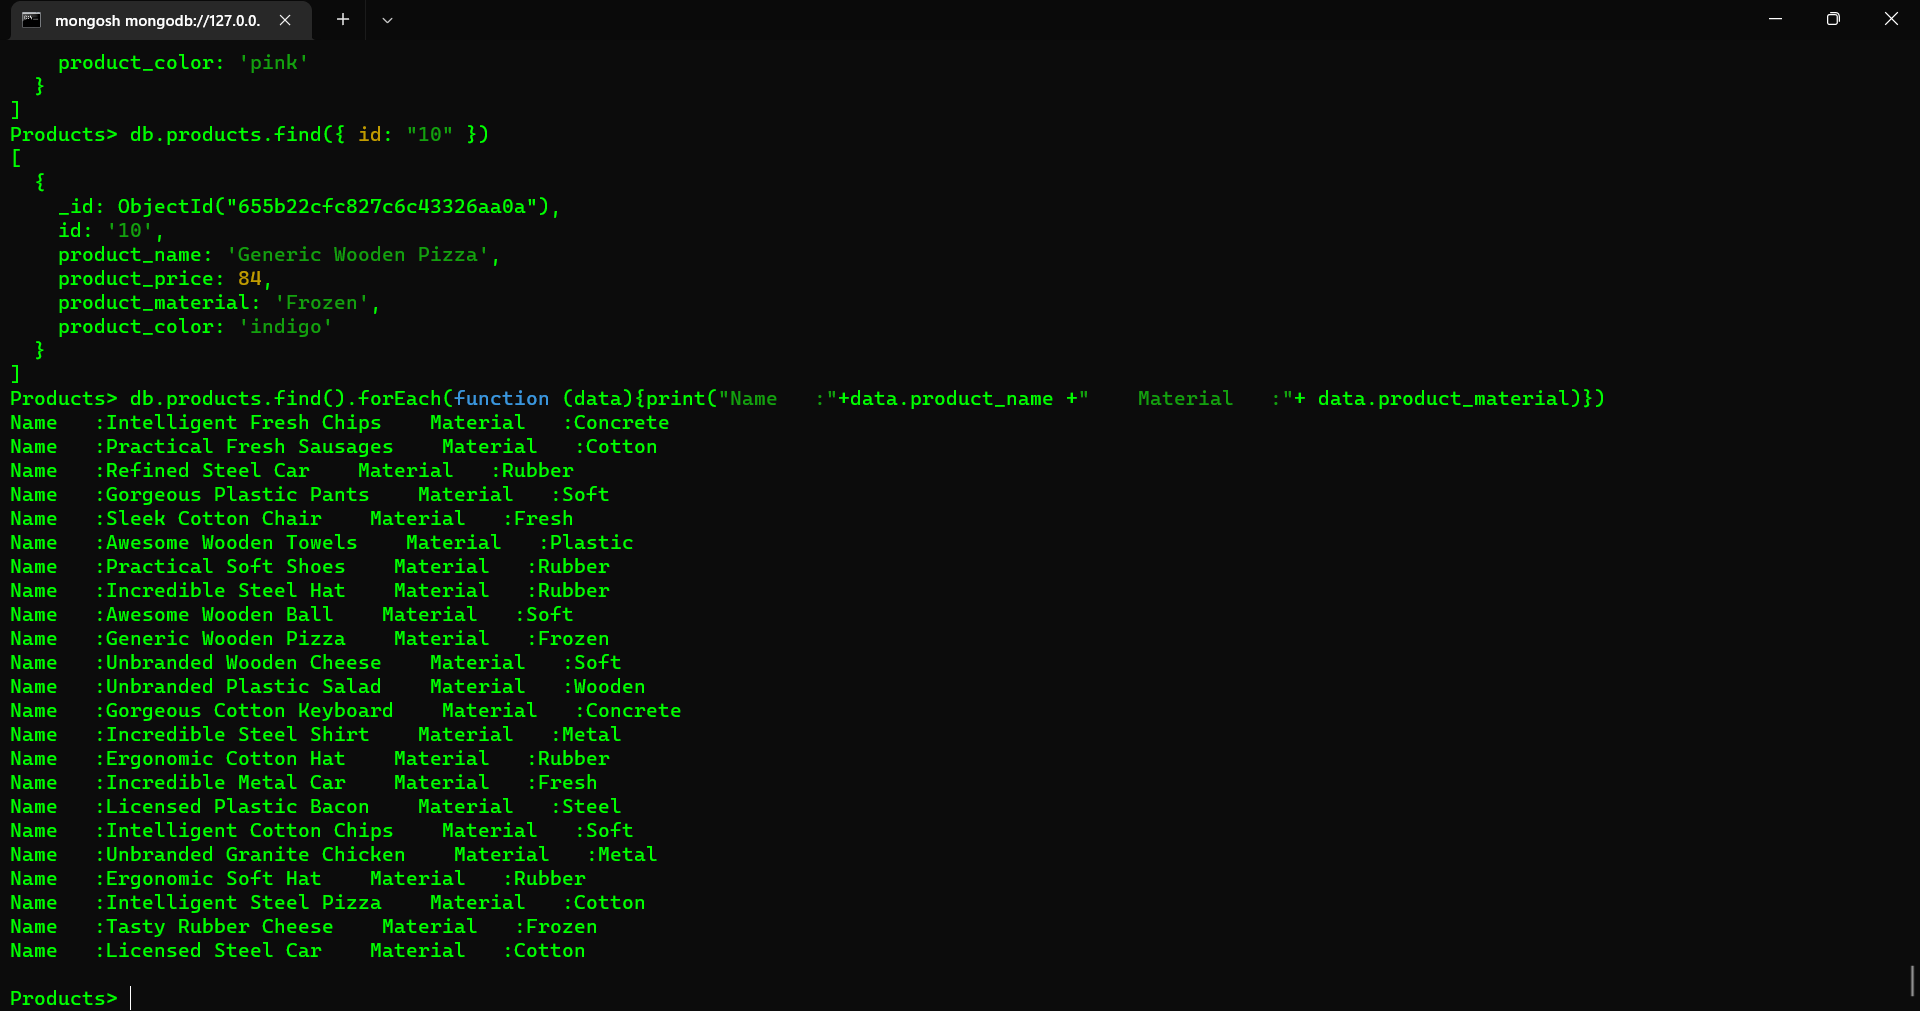 mongosh mongodb://127.0.0.
    product_color: 'pink'
  }
]
Products> db.products.find({ id: "10" })
[
  {
    _id: ObjectId("655b22cfc827c6c43326aa0a"),
    id: '10',
    product_name: 'Generic Wooden Pizza',
    product_price: 84,
    product_material: 'Frozen',
    product_color: 'indigo'
  }
]
Products> db.products.find().forEach(function (data){print("Name   :"+data.product_name +"    Material   :"+ data.product_material)})
Name   :Intelligent Fresh Chips    Material   :Concrete
Name   :Practical Fresh Sausages    Material   :Cotton
Name   :Refined Steel Car    Material   :Rubber
Name   :Gorgeous Plastic Pants    Material   :Soft
Name   :Sleek Cotton Chair    Material   :Fresh
Name   :Awesome Wooden Towels    Material   :Plastic
Name   :Practical Soft Shoes    Material   :Rubber
Name   :Incredible Steel Hat    Material   :Rubber
Name   :Awesome Wooden Ball    Material   :Soft
Name   :Generic Wooden Pizza    Material   :Frozen
Name   :Unbranded Wooden Cheese    Material   :Soft
Name   :Unbranded Plastic Salad    Material   :Wooden
Name   :Gorgeous Cotton Keyboard    Material   :Concrete
Name   :Incredible Steel Shirt    Material   :Metal
Name   :Ergonomic Cotton Hat    Material   :Rubber
Name   :Incredible Metal Car    Material   :Fresh
Name   :Licensed Plastic Bacon    Material   :Steel
Name   :Intelligent Cotton Chips    Material   :Soft
Name   :Unbranded Granite Chicken    Material   :Metal
Name   :Ergonomic Soft Hat    Material   :Rubber
Name   :Intelligent Steel Pizza    Material   :Cotton
Name   :Tasty Rubber Cheese    Material   :Frozen
Name   :Licensed Steel Car    Material   :Cotton
Products>